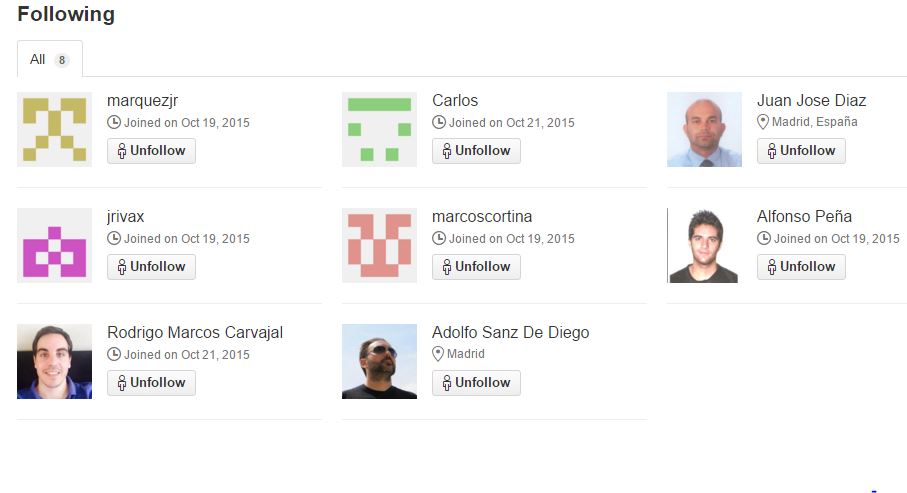 Following
All 8
marquezjr
Joined on Oct 19, 2015
Unfollow
Carlos
Joined on Oct 21, 2015
Unfollow
Juan Jose Diaz
Madrid, España
Unfollow
jrivax
Joined on Oct 19, 2015
Unfollow
marcoscortina
Joined on Oct 19, 2015
Unfollow
Alfonso Peña
Joined on Oct 19, 2015
Unfollow
Rodrigo Marcos Carvajal
Joined on Oct 21, 2015
Unfollow
Adolfo Sanz De Diego
Madrid
Unfollow
-